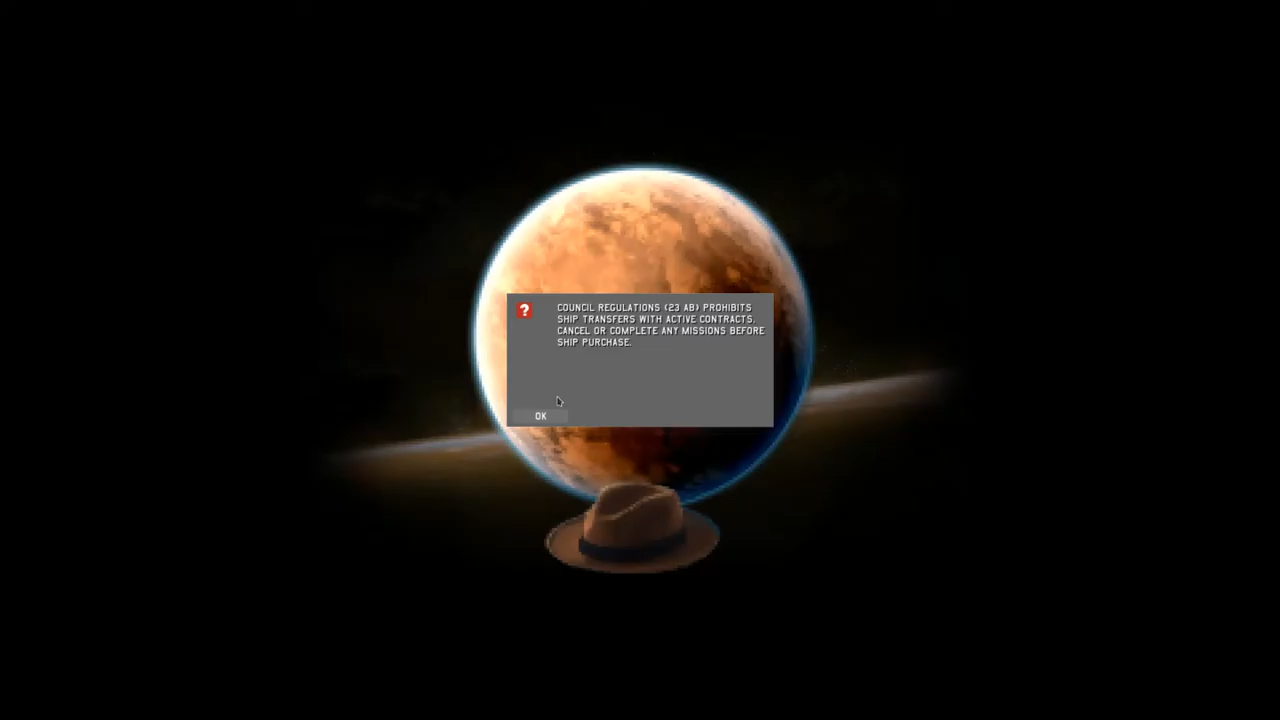 ?
COUNCIL REGULATIONS (23 AB) PROHIBITS
SHIP TRANSFERS WITH ACTIVE CONTRACTS.
CANCEL OR COMPLETE ANY MISSIONS BEFORE
SHIP PURCHASE.
OK